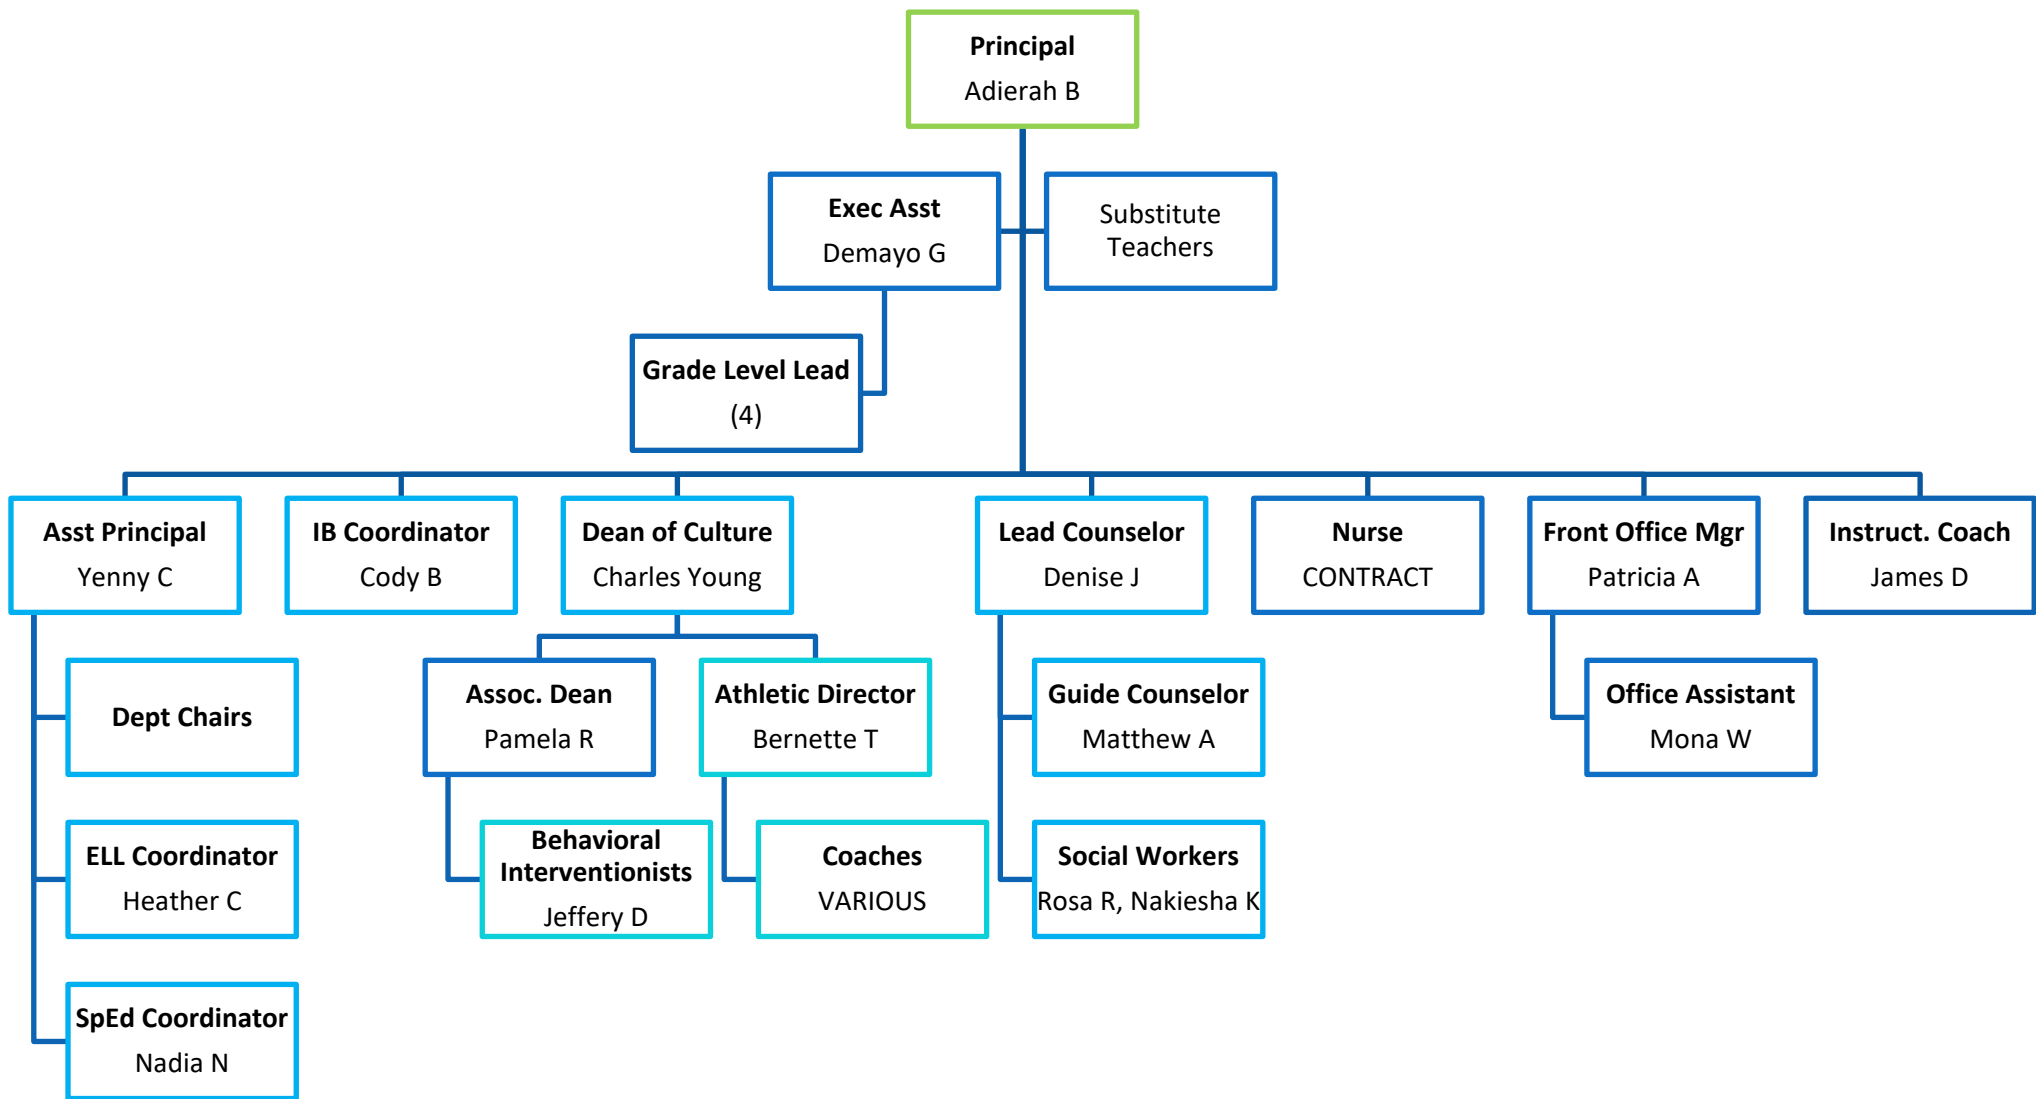 Principal
Adierah B
Exec Asst
Demayo G
Substitute
Teachers
Grade Level Lead
(4)
Asst Principal
Yenny C
IB Coordinator
Cody B
Dean of Culture
Charles Young
Lead Counselor
Denise J
Nurse
CONTRACT
Front Office Mgr
Patricia A
Instruct. Coach
James D
Dept Chairs
Assoc. Dean
Pamela R
Athletic Director
Bernette T
Guide Counselor
Matthew A
Office Assistant
Mona W
ELL Coordinator
Heather C
Behavioral
Interventionists
Jeffery D
Coaches
VARIOUS
Social Workers
Rosa R, Nakiesha K
SpEd Coordinator
Nadia N